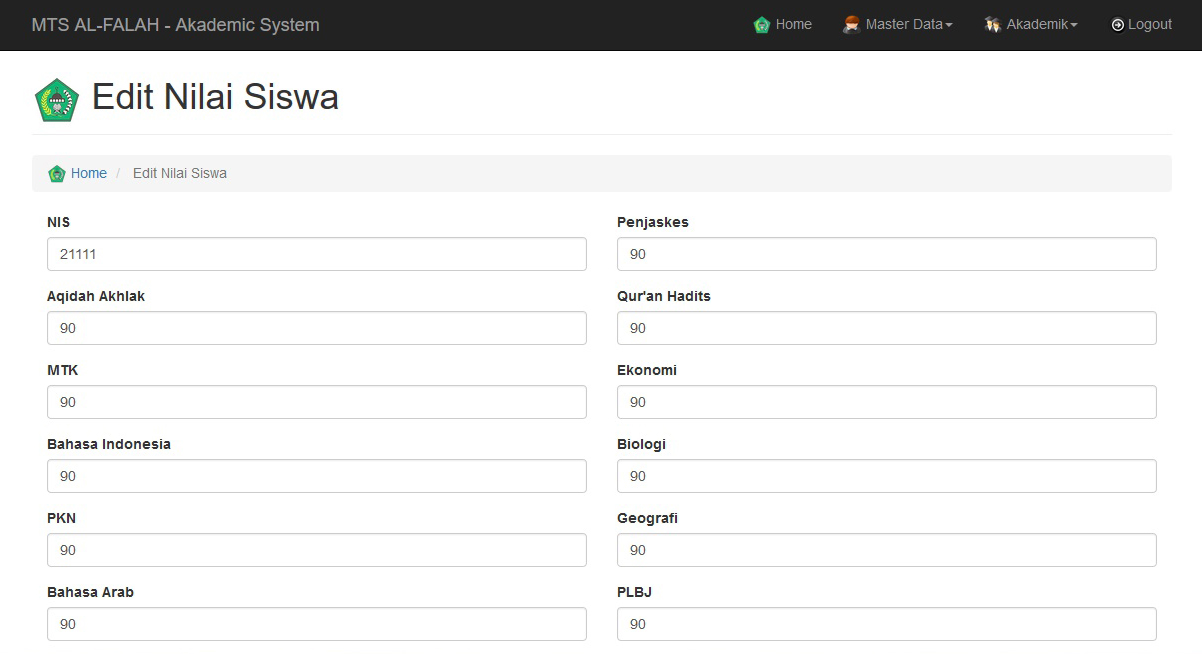 MTS AL-FALAH - Akademic System
Home
Master Data
Akademik
Logout
Edit Nilai Siswa
Home / Edit Nilai Siswa
NIS
21111
Aqidah Akhlak
90
MTK
90
Bahasa Indonesia
90
PKN
90
Bahasa Arab
90
Penjaskes
90
Qur'an Hadits
90
Ekonomi
90
Biologi
90
Geografi
90
PLBJ
90